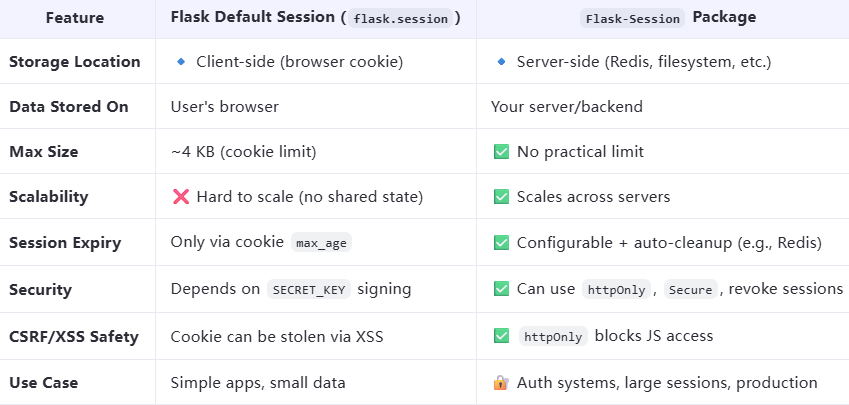 Feature Flask Default Session (flask.session) Flask-Session Package
Storage Location 🔹 Client-side (browser cookie) 🔹 Server-side (Redis, filesystem, etc.)
Data Stored On User's browser Your server/backend
Max Size ~4 KB (cookie limit) ✅ No practical limit
Scalability ❌ Hard to scale (no shared state) ✅ Scales across servers
Session Expiry Only via cookie max_age ✅ Configurable + auto-cleanup (e.g., Redis)
Security Depends on SECRET_KEY signing ✅ Can use httpOnly, Secure, revoke sessions
CSRF/XSS Safety Cookie can be stolen via XSS ✅ httpOnly blocks JS access
Use Case Simple apps, small data 🔐 Auth systems, large sessions, production